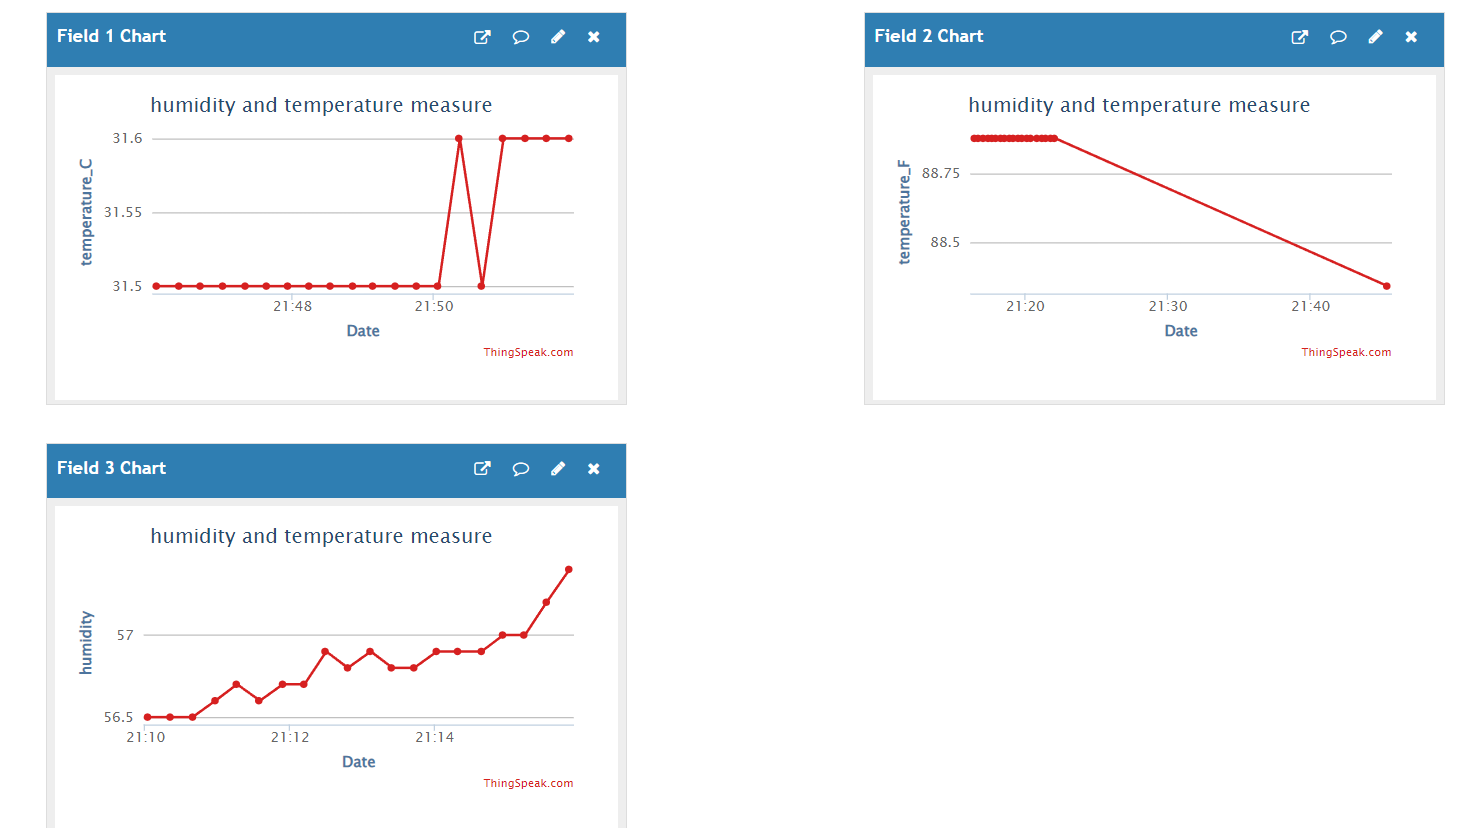 Field 1 Chart
humidity and temperature measure
31.6
31.55
31.5
temperature_C
21:48 21:50
Date
ThingSpeak.com
Field 2 Chart
humidity and temperature measure
88.75
88.5
temperature_F
21:20 21:30 21:40
Date
ThingSpeak.com
Field 3 Chart
humidity and temperature measure
57
56.5
humidity
21:10 21:12 21:14
Date
ThingSpeak.com